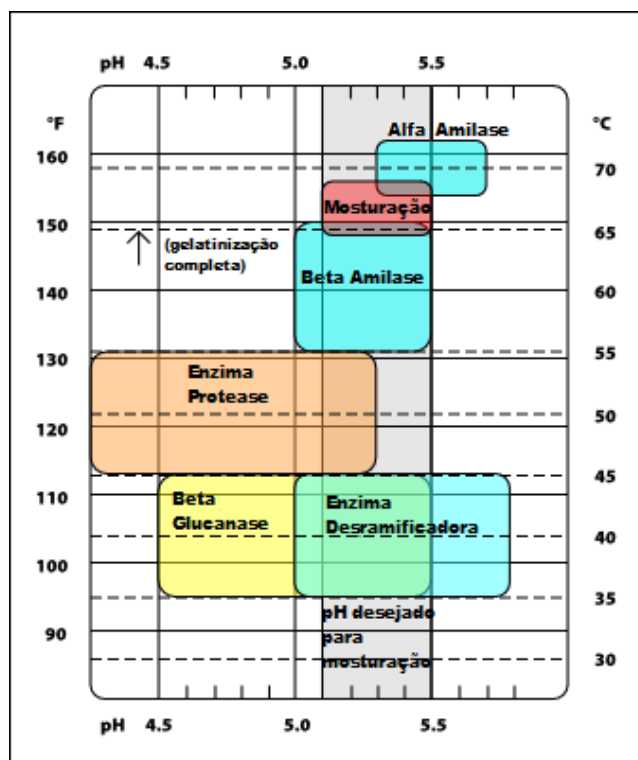 pH 4.5 5.0 5.5
°F °C
Alfa Amilase
160 70
Mosturação
150 65
(gelatinização
completa)
Beta Amilase
140 60
130 55
Enzima
Protease
50
120
45
110
Beta
Glucanase
Enzima
Desramificadora
40
100
35
pH desejado
para
mosturação
90
30
pH 4.5 5.0 5.5